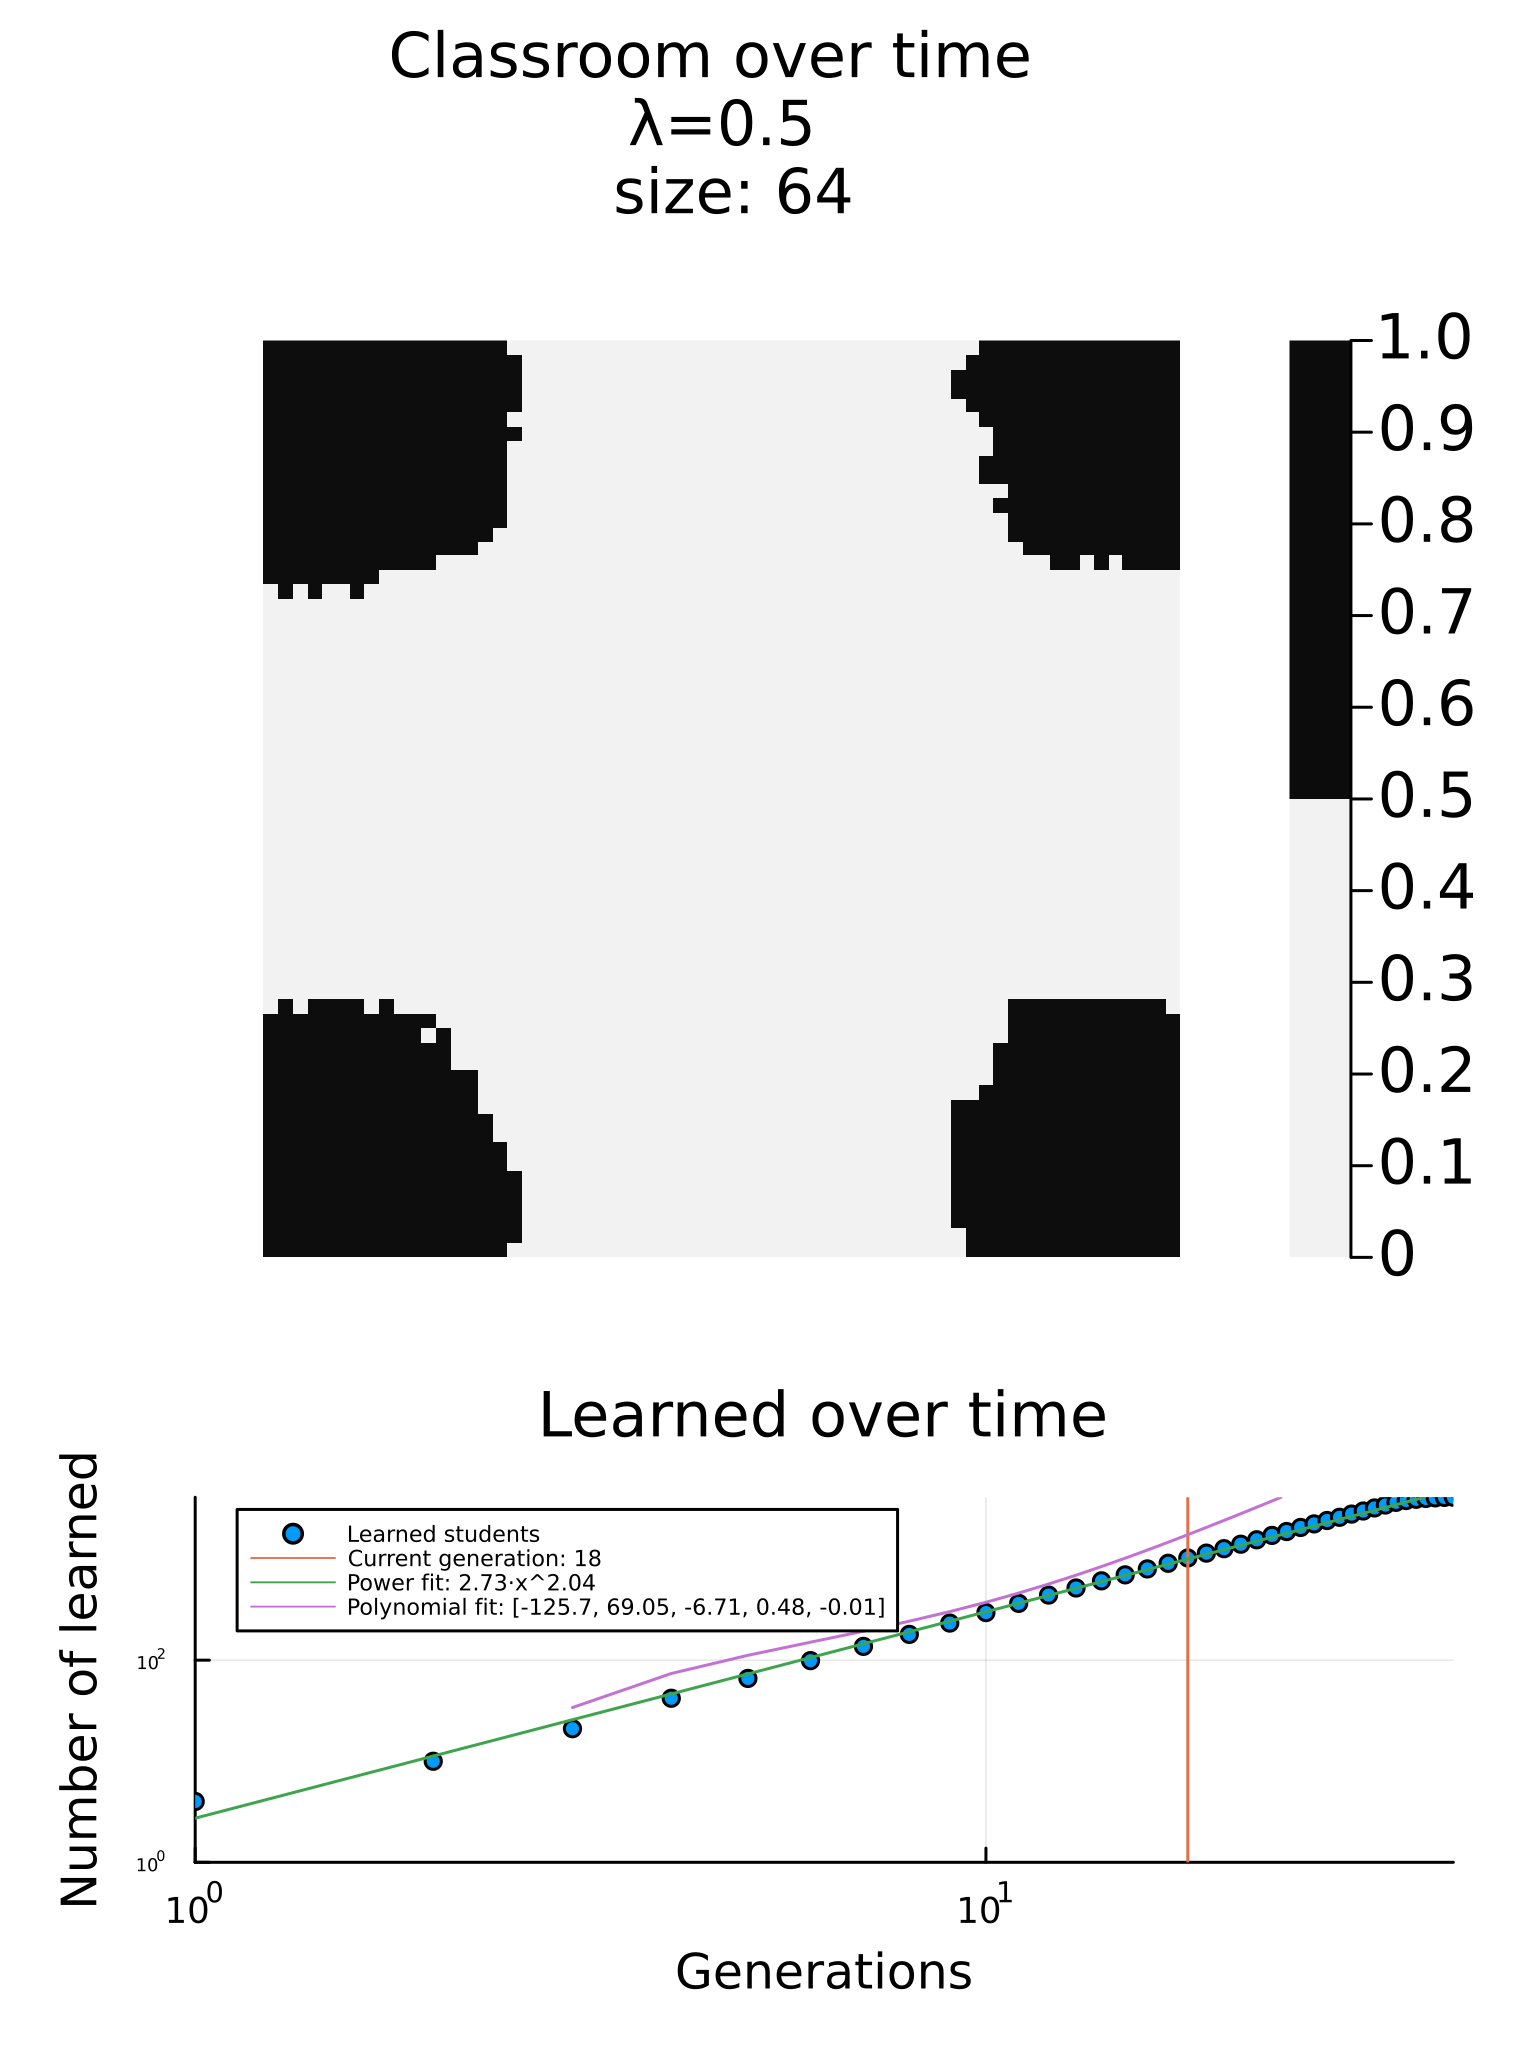 Classroom over time
λ=0.5
size: 64
1.0
0.9
0.8
0.7
0.6
0.5
0.4
0.3
0.2
0.1
0
Learned over time
Number of learned
Learned students
Current generation: 18
Power fit: 2.73·x^2.04
Polynomial fit: [-125.7, 69.05, -6.71, 0.48, -0.01]
10²
10⁰
10⁰ 10¹
Generations